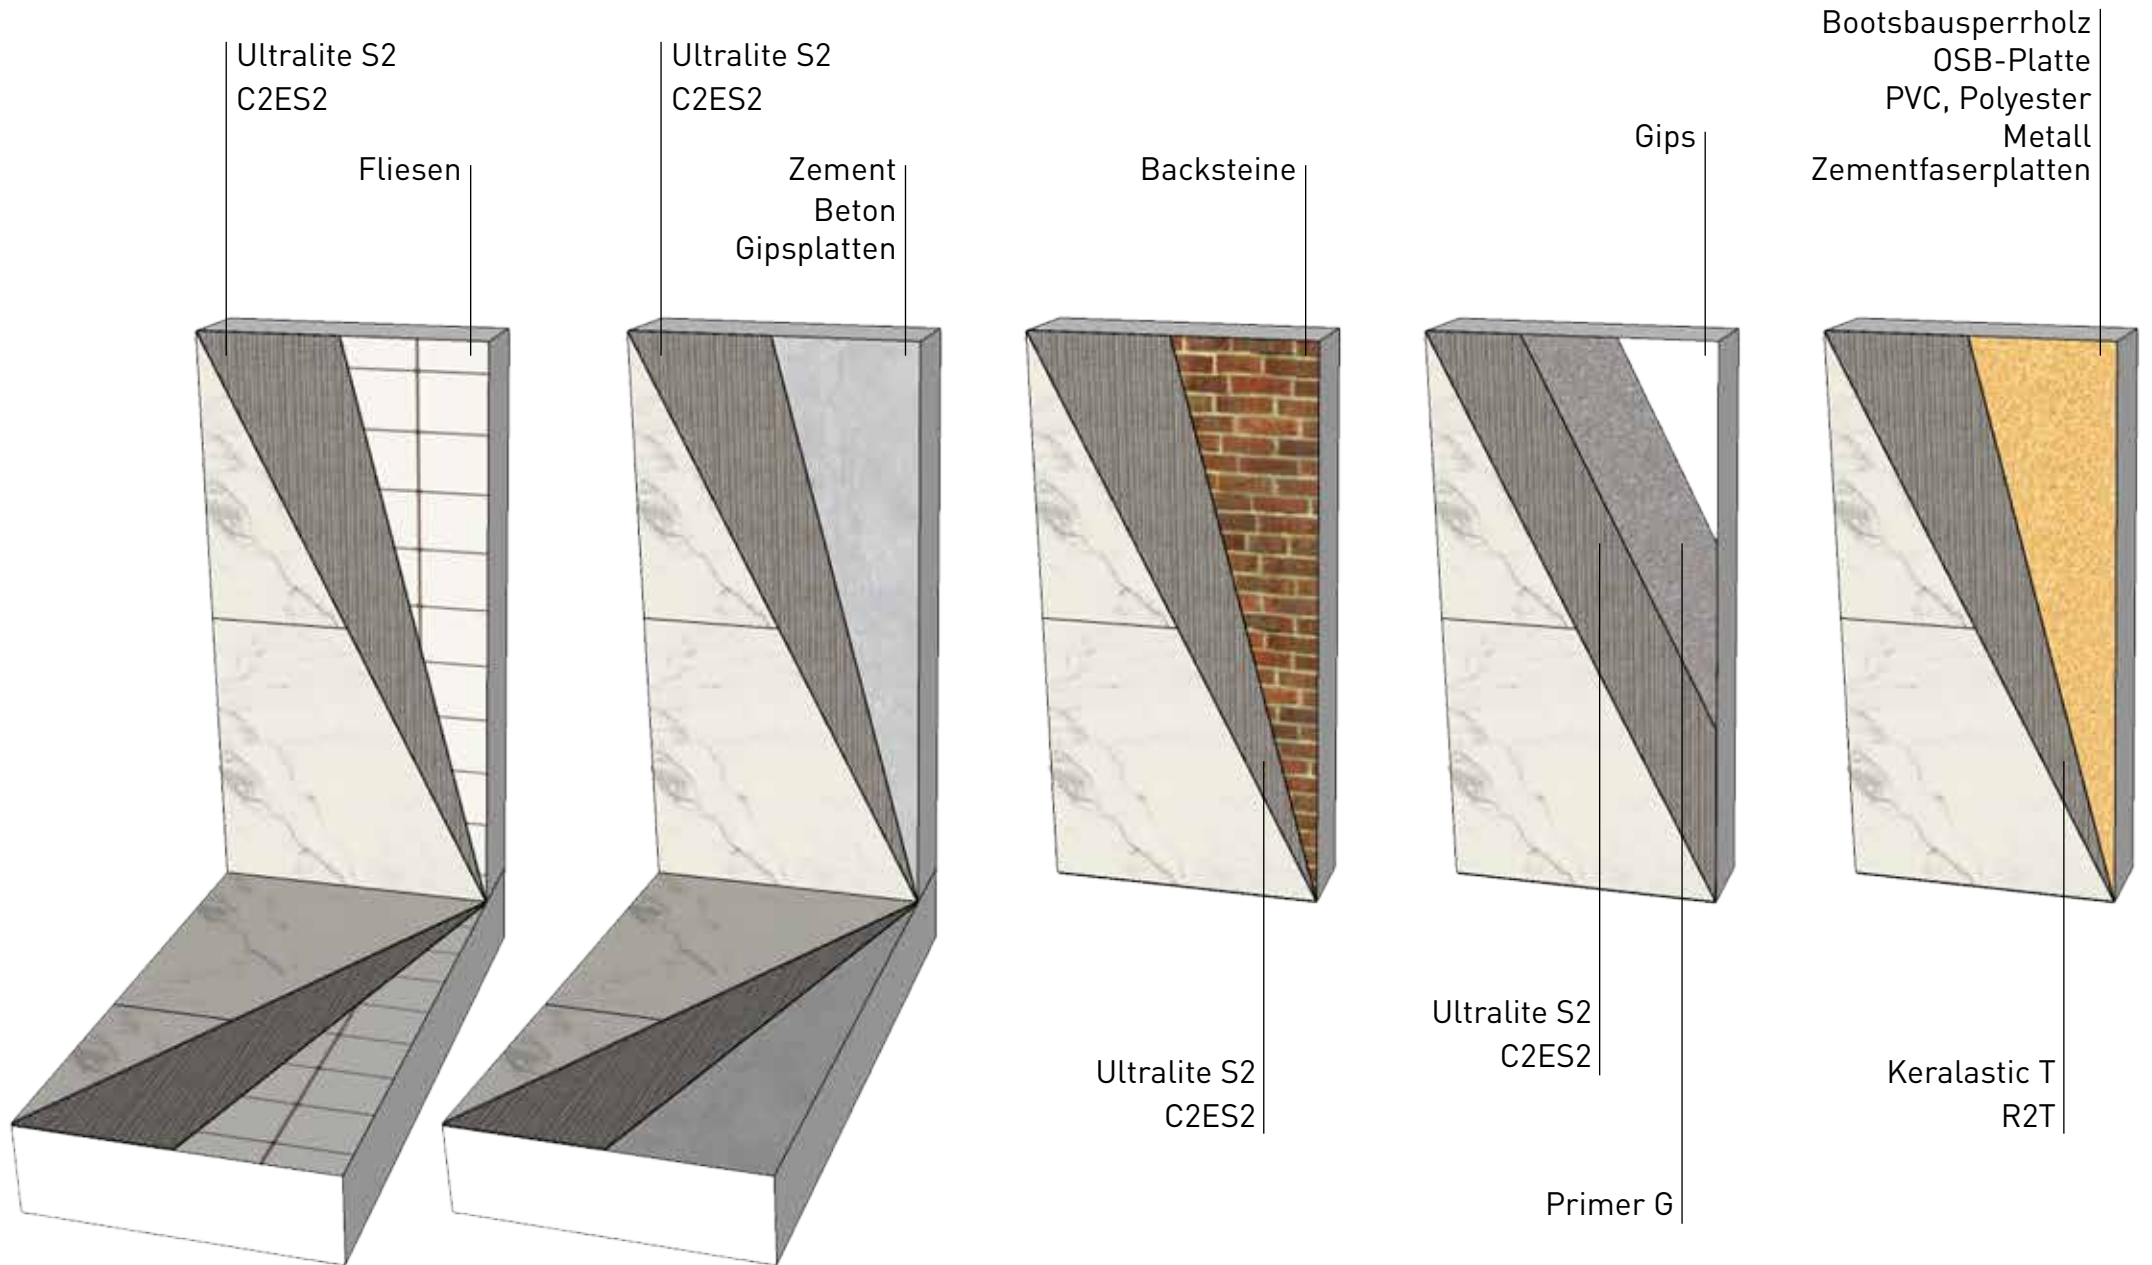 Ultralite S2
C2ES2
Fliesen
Ultralite S2
C2ES2
Zement
Beton
Gipsplatten
Backsteine
Ultralite S2
C2ES2
Gips
Ultralite S2
C2ES2
Primer G
Bootsbausperrholz
OSB-Platte
PVC, Polyester
Metall
Zementfaserplatten
Keralastic T
R2T